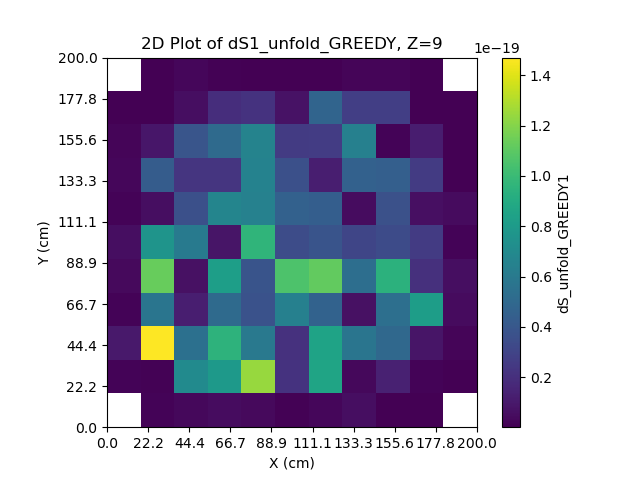 2D Plot of dS1_unfold_GREEDY, Z=9
1e−19
200.0
177.8
155.6
133.3
111.1
88.9
66.7
44.4
22.2
0.0
Y (cm)
0.0 22.2 44.4 66.7 88.9 111.1 133.3 155.6 177.8 200.0
X (cm)
1.4
1.2
1.0
0.8
0.6
0.4
0.2
dS_unfold_GREEDY1